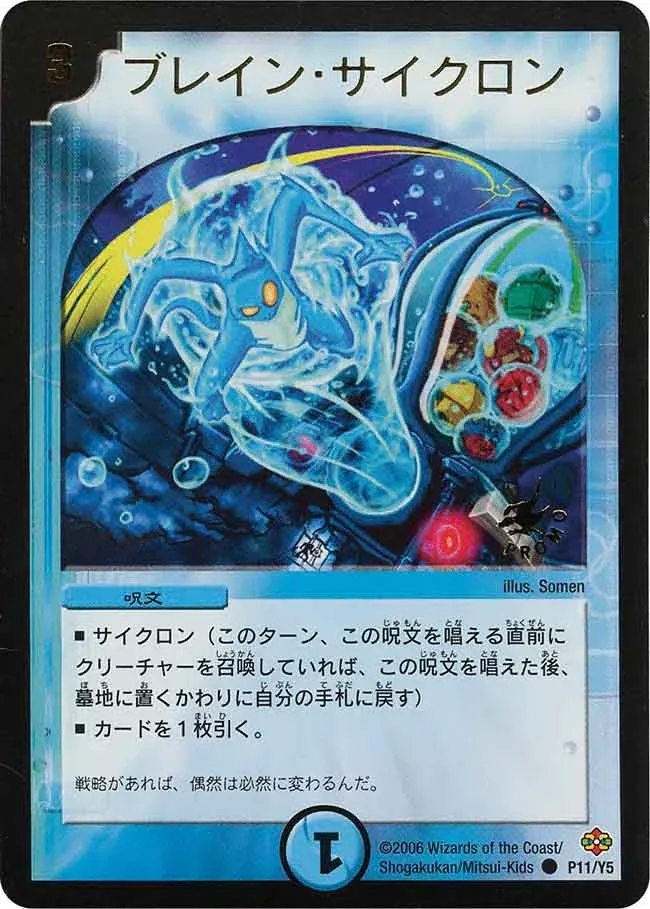 3
ブレイン・サイクロン
PROMO
illus. Somen
呪文
■ サイクロン（このターン、この呪文を唱える直前に
クリーチャーを召喚していれば、この呪文を唱えた後、
墓地に置くかわりに自分の手札に戻す）
■ カードを1枚引く。
戦略があれば、偶然は必然に変わるんだ。
1
©2006 Wizards of the Coast/
Shogakukan/Mitsui-Kids ● P11/Y5